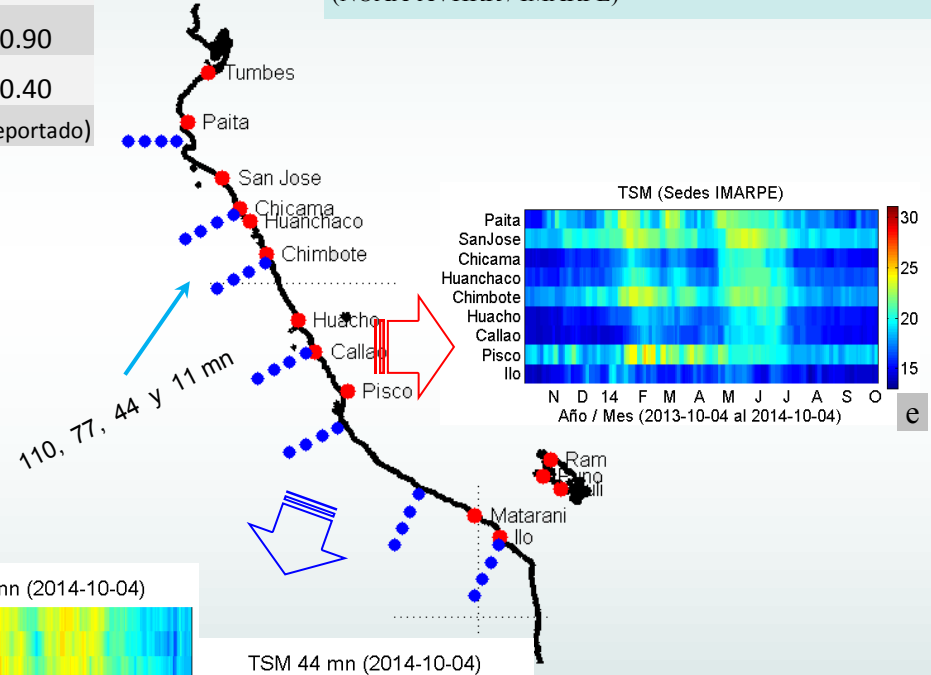 0.90
0.40
eportado)
Tumbes
Paita
San Jose
Chicama
Huanchaco
Chimbote
Huacho
Callao
Pisco
110, 77, 44 y 11 mn
Matarani
Ilo
Ram
TSM (Sedes IMARPE)
Paita
SanJose
Chicama
Huanchaco
Chimbote
Huacho
Callao
Pisco
Ilo
30
25
20
15
N D 14 F M A M J J A S O
Año / Mes (2013-10-04 al 2014-10-04)
e
mn (2014-10-04)
TSM 44 mn (2014-10-04)